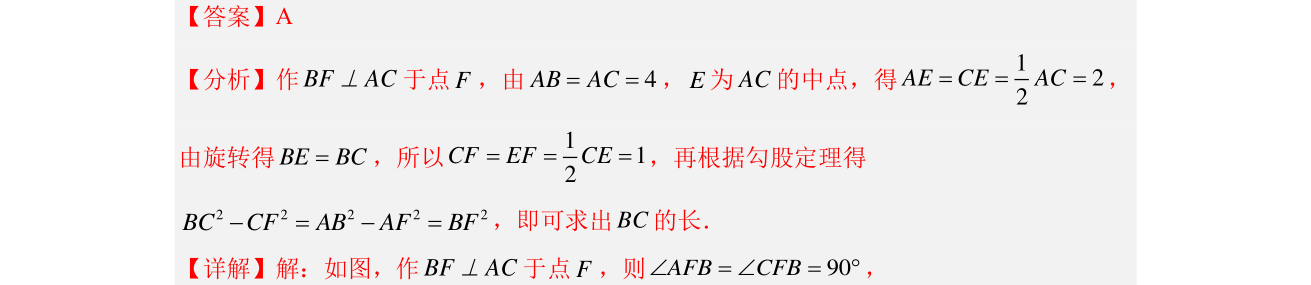 【答案】A
【分析】作 BF ⊥ AC 于点 F ，由 AB = AC = 4 ，E 为 AC 的中点，得 AE = CE = 1/2 AC = 2 ，
由旋转得 BE = BC ，所以 CF = EF = 1/2 CE = 1，再根据勾股定理得
BC² − CF² = AB² − AF² = BF² ，即可求出 BC 的长．
【详解】解：如图，作 BF ⊥ AC 于点 F ，则 ∠AFB = ∠CFB = 90° ，